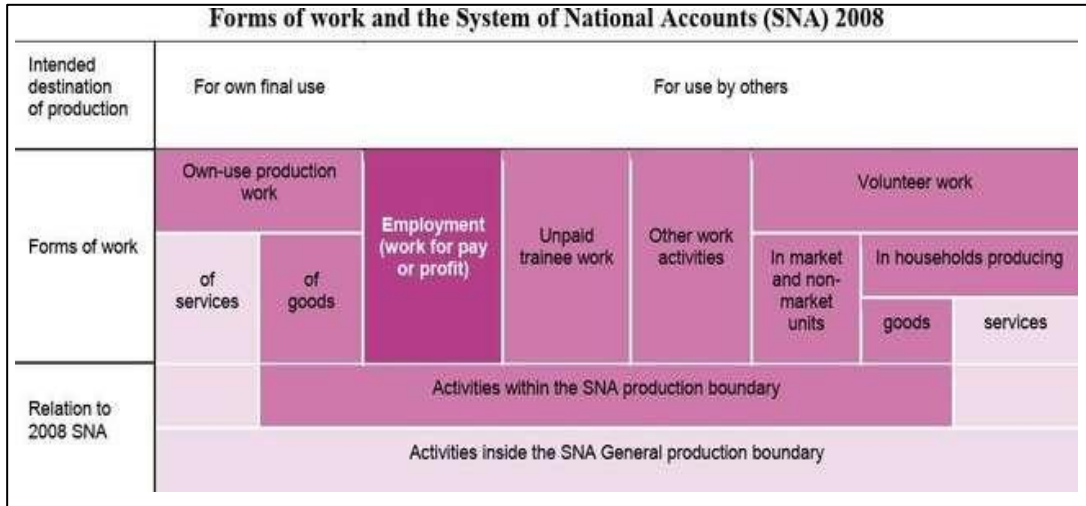 Forms of work and the System of National Accounts (SNA) 2008
Intended
destination
of production
For own final use
For use by others
Forms of work
Own-use production
work
of
services
of
goods
Employment
(work for pay
or profit)
Unpaid
trainee work
Other work
activities
Volunteer work
In market
and non-
market
units
In households producing
goods
services
Relation to
2008 SNA
Activities within the SNA production boundary
Activities inside the SNA General production boundary